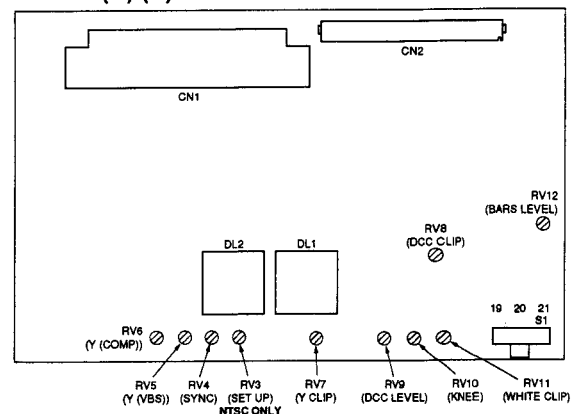 CN2
CN1
RV12
(BARS LEVEL)
RV8
(DCC CLIP)
DL2
DL1
19 20 21
S1
RV6
(Y (COMP))
RV5
(Y (VBS))
RV4
(SYNC)
RV3
(SET UP)
NTSC ONLY
RV7
(Y CLIP)
RV9
(DCC LEVEL)
RV10
(KNEE)
RV11
(WHITE CLIP)